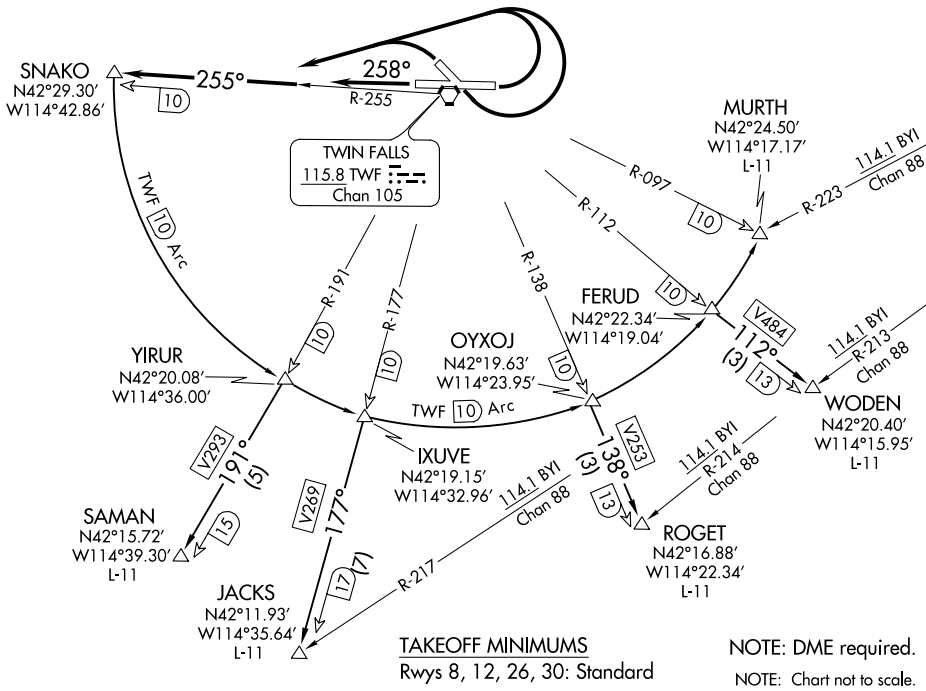 SNAKO
N42°29.30′
W114°42.86′
10
255°
258°
R-255
TWIN FALLS
115.8 TWF
Chan 105
MURTH
N42°24.50′
W114°17.17′
L-11
114.1 BYI
R-223
Chan 88
R-097
10
R-112
10
TWF 10 Arc
R-191
10
R-177
10
R-138
10
FERUD
N42°22.34′
W114°19.04′
V484
112°
(3)
13
114.1 BYI
R-213
Chan 88
WODEN
N42°20.40′
W114°15.95′
L-11
YIRUR
N42°20.08′
W114°36.00′
OYXOJ
N42°19.63′
W114°23.95′
TWF 10 Arc
IXUVE
N42°19.15′
W114°32.96′
V293
191°
(5)
15
SAMAN
N42°15.72′
W114°39.30′
L-11
V269
177°
(7)
17
JACKS
N42°11.93′
W114°35.64′
L-11
114.1 BYI
R-217
Chan 88
V253
138°
(3)
13
114.1 BYI
R-214
Chan 88
ROGET
N42°16.88′
W114°22.34′
L-11
TAKEOFF MINIMUMS
Rwys 8, 12, 26, 30: Standard
NOTE: DME required.
NOTE: Chart not to scale.